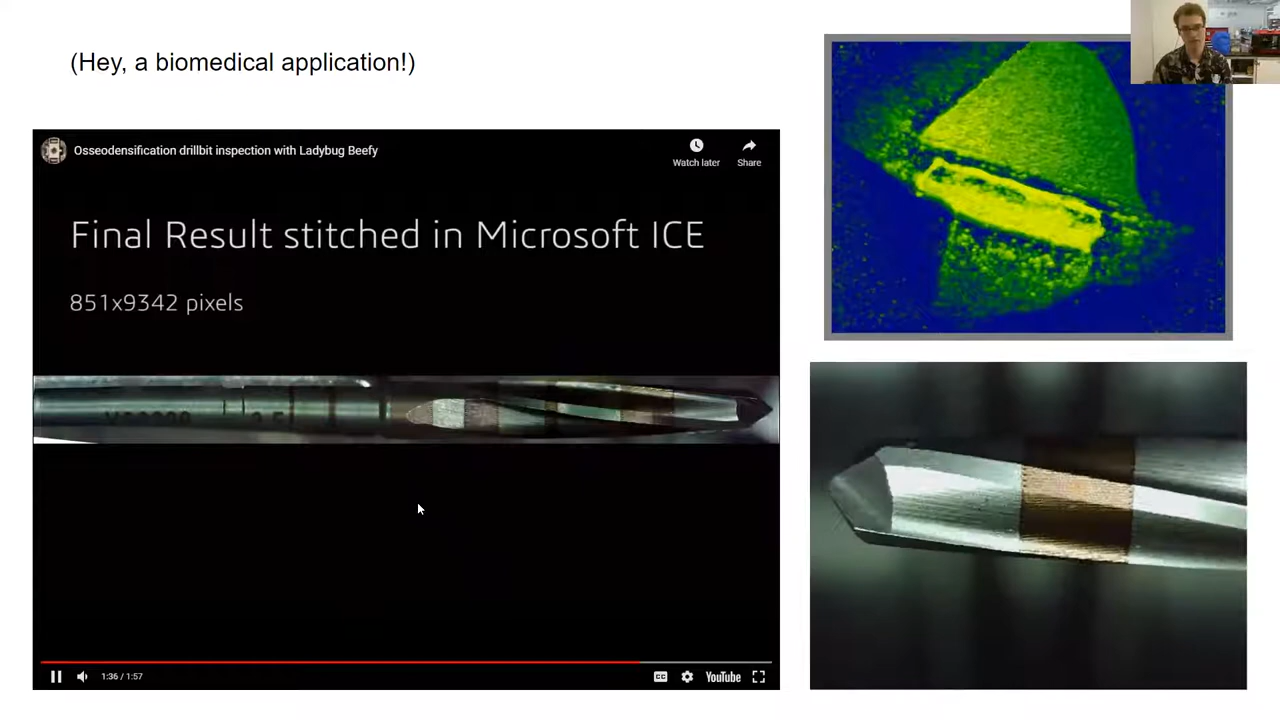 (Hey, a biomedical application!)
Osseodensification drillbit inspection with Ladybug Beefy
Watch later
Share
Final Result stitched in Microsoft ICE
851x9342 pixels
1:36 / 1:57
CC
YouTube